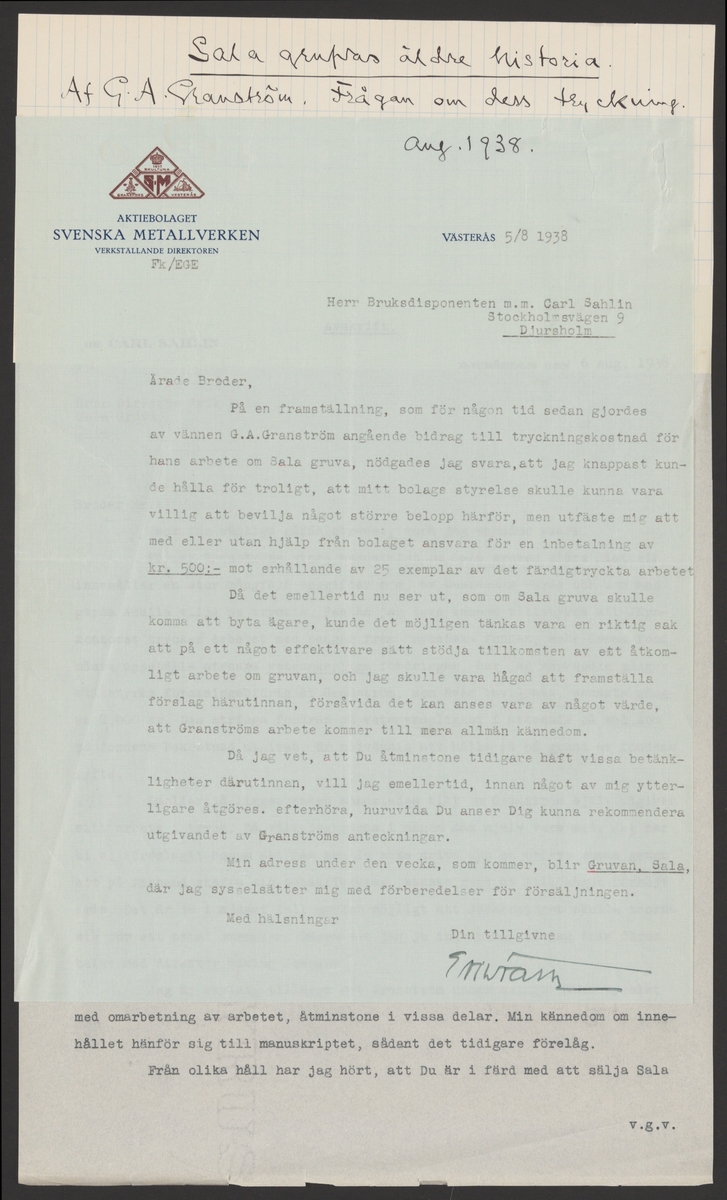 Sala gruvas äldre historia.
Af G.A. Granström. Frågan om dess tryckning.
Aug. 1938.
S M
AKTIEBOLAGET
SVENSKA METALLVERKEN
VERKSTÄLLANDE DIREKTÖREN
Fk/EGE
VÄSTERÅS 5/8 1938
Herr Bruksdisponenten m.m. Carl Sahlin
Stockholmsvägen 9
Djursholm
Ärade Broder,
På en framställning, som för någon tid sedan gjordes
av vännen G.A.Granström angående bidrag till tryckningskostnad för
hans arbete om Sala gruva, nödgades jag svara,att jag knappast kun-
de hålla för troligt, att mitt bolags styrelse skulle kunna vara
villig att bevilja något större belopp härför, men utfäste mig att
med eller utan hjälp från bolaget ansvara för en inbetalning av
kr. 500:- mot erhållande av 25 exemplar av det färdigtryckta arbetet
Då det emellertid nu ser ut, som om Sala gruva skulle
komma att byta ägare, kunde det möjligen tänkas vara en riktig sak
att på ett något effektivare sätt stödja tillkomsten av ett åtkom-
ligt arbete om gruvan, och jag skulle vara hågad att framställa
förslag härutinnan, försåvida det kan anses vara av något värde,
att Granströms arbete kommer till mera allmän kännedom.
Då jag vet, att Du åtminstone tidigare haft vissa betänk-
ligheter därutinnan, vill jag emellertid, innan något av mig ytter-
ligare åtgöres. efterhöra, huruvida Du anser Dig kunna rekommendera
utgivandet av Granströms anteckningar.
Min adress under den vecka, som kommer, blir Gruvan, Sala,
där jag sysselsätter mig med förberedelser för försäljningen.
Med hälsningar
Din tillgivne
med omarbetning av arbetet, åtminstone i vissa delar. Min kännedom om inne-
hållet hänför sig till manuskriptet, sådant det tidigare förelåg.
Från olika håll har jag hört, att Du är i färd med att sälja Sala
v.g.v.